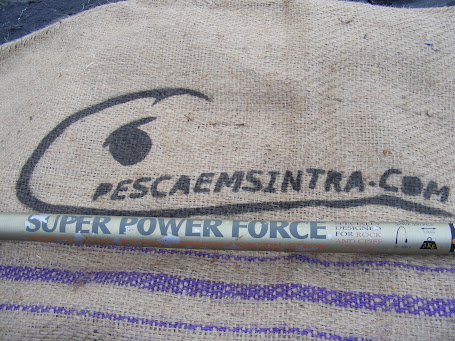 PESCAEMSINTRA.COM
SUPER POWER FORCE
DESIGNED
FOR ROCK